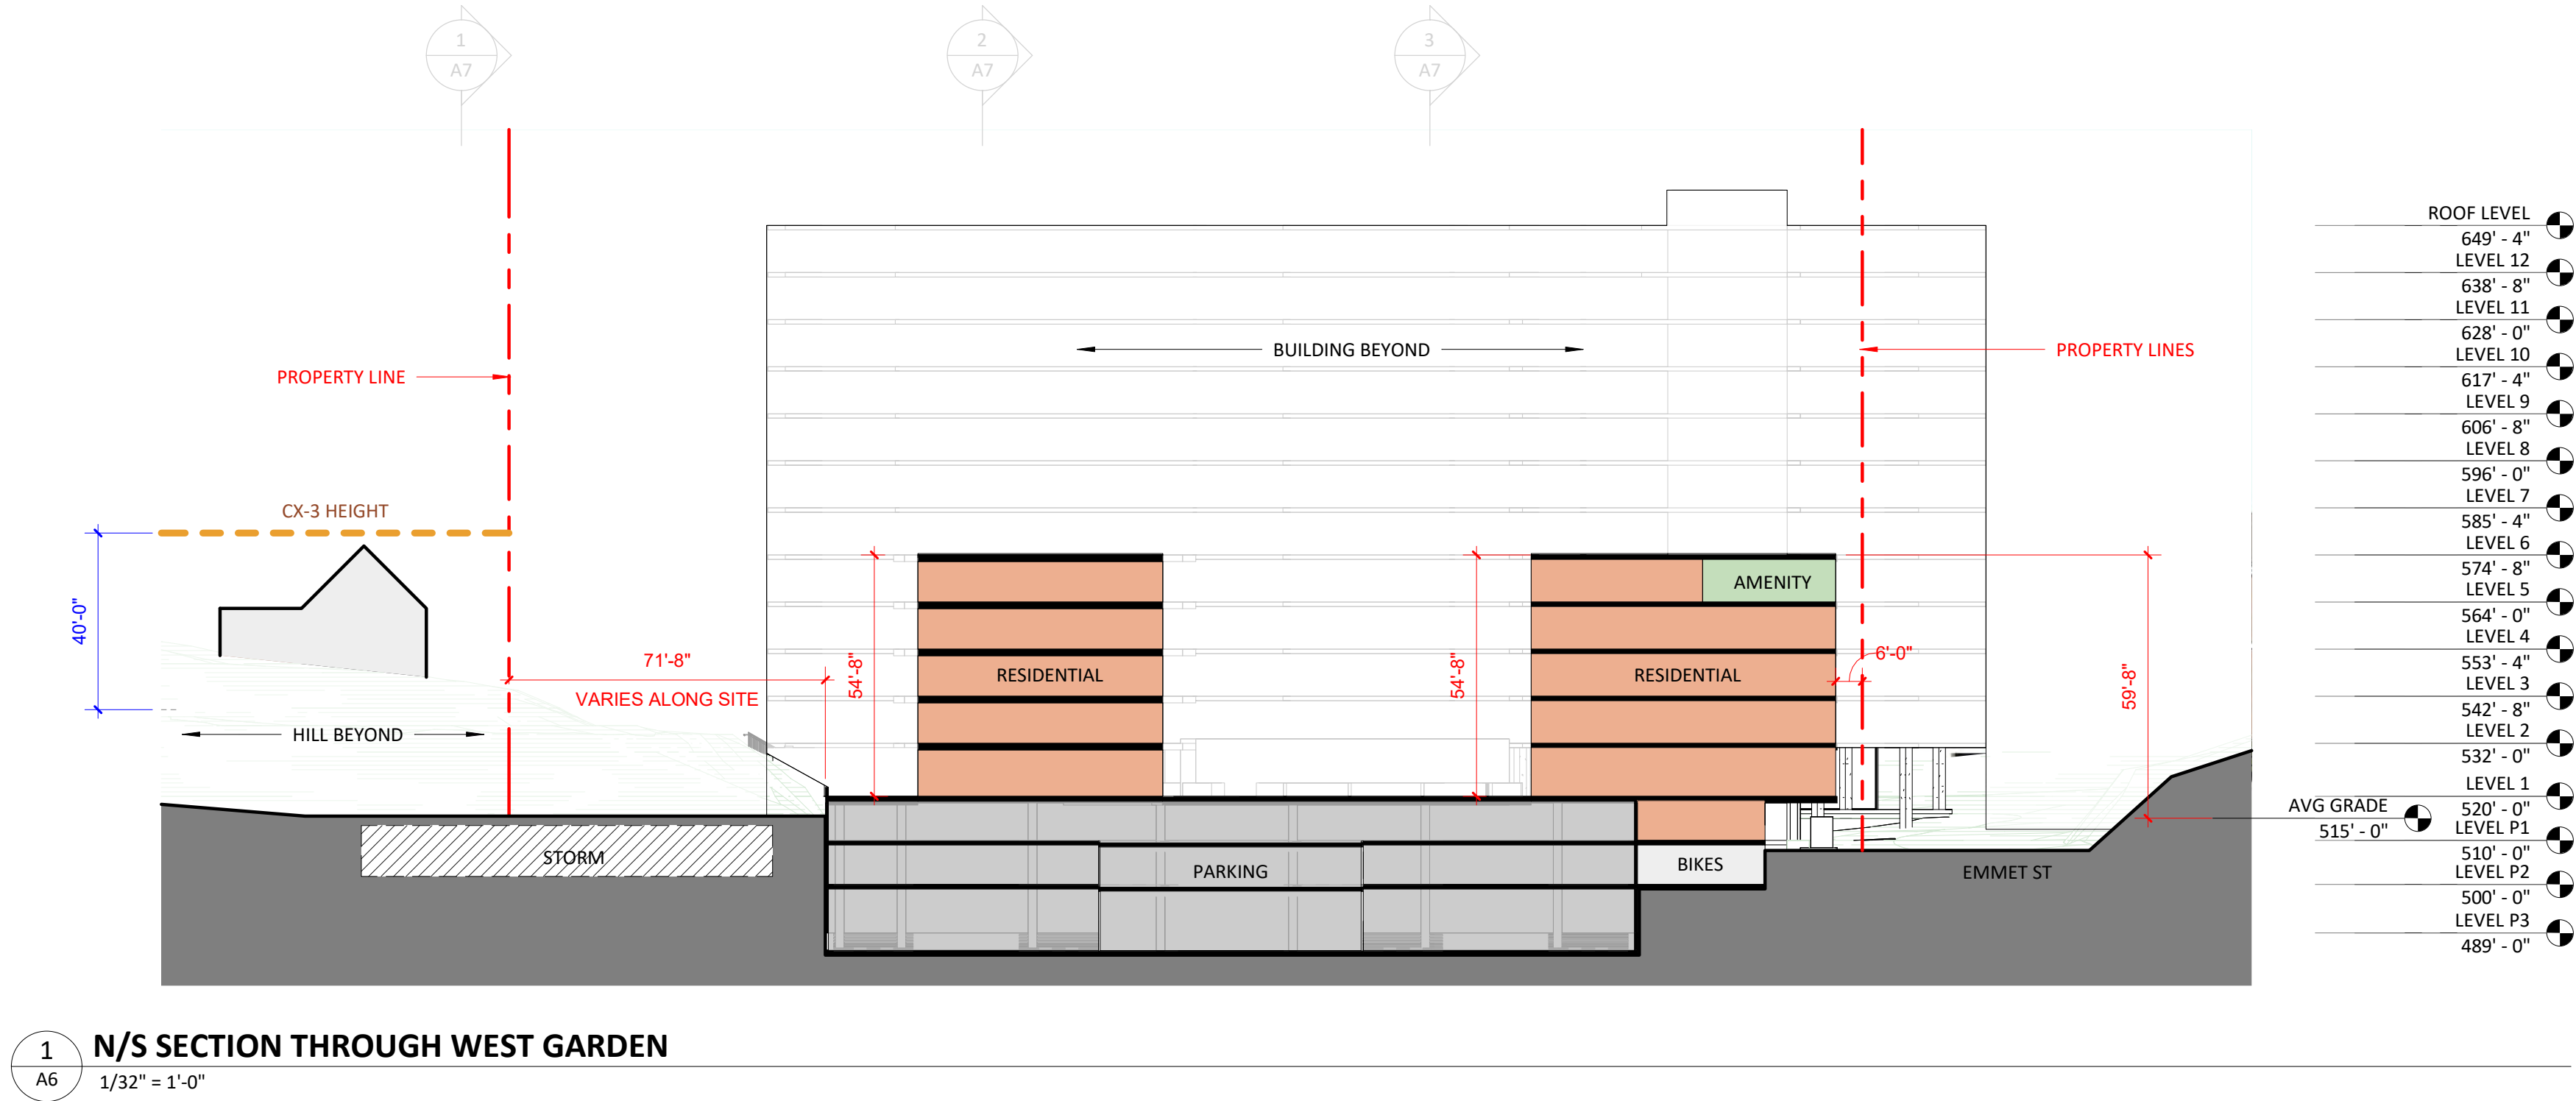 1
A7
2
A7
3
A7
ROOF LEVEL
649' - 4"
LEVEL 12
638' - 8"
LEVEL 11
628' - 0"
LEVEL 10
617' - 4"
LEVEL 9
606' - 8"
LEVEL 8
596' - 0"
LEVEL 7
585' - 4"
LEVEL 6
574' - 8"
LEVEL 5
564' - 0"
LEVEL 4
553' - 4"
LEVEL 3
542' - 8"
LEVEL 2
532' - 0"
LEVEL 1
520' - 0"
AVG GRADE
515' - 0"
LEVEL P1
510' - 0"
LEVEL P2
500' - 0"
LEVEL P3
489' - 0"
BUILDING BEYOND
PROPERTY LINES
PROPERTY LINE
CX-3 HEIGHT
40'-0"
AMENITY
71'-8"
VARIES ALONG SITE
54'-8"
RESIDENTIAL
54'-8"
RESIDENTIAL
6'-0"
59'-8"
HILL BEYOND
STORM
PARKING
BIKES
EMMET ST
1
A6
N/S SECTION THROUGH WEST GARDEN
1/32" = 1'-0"